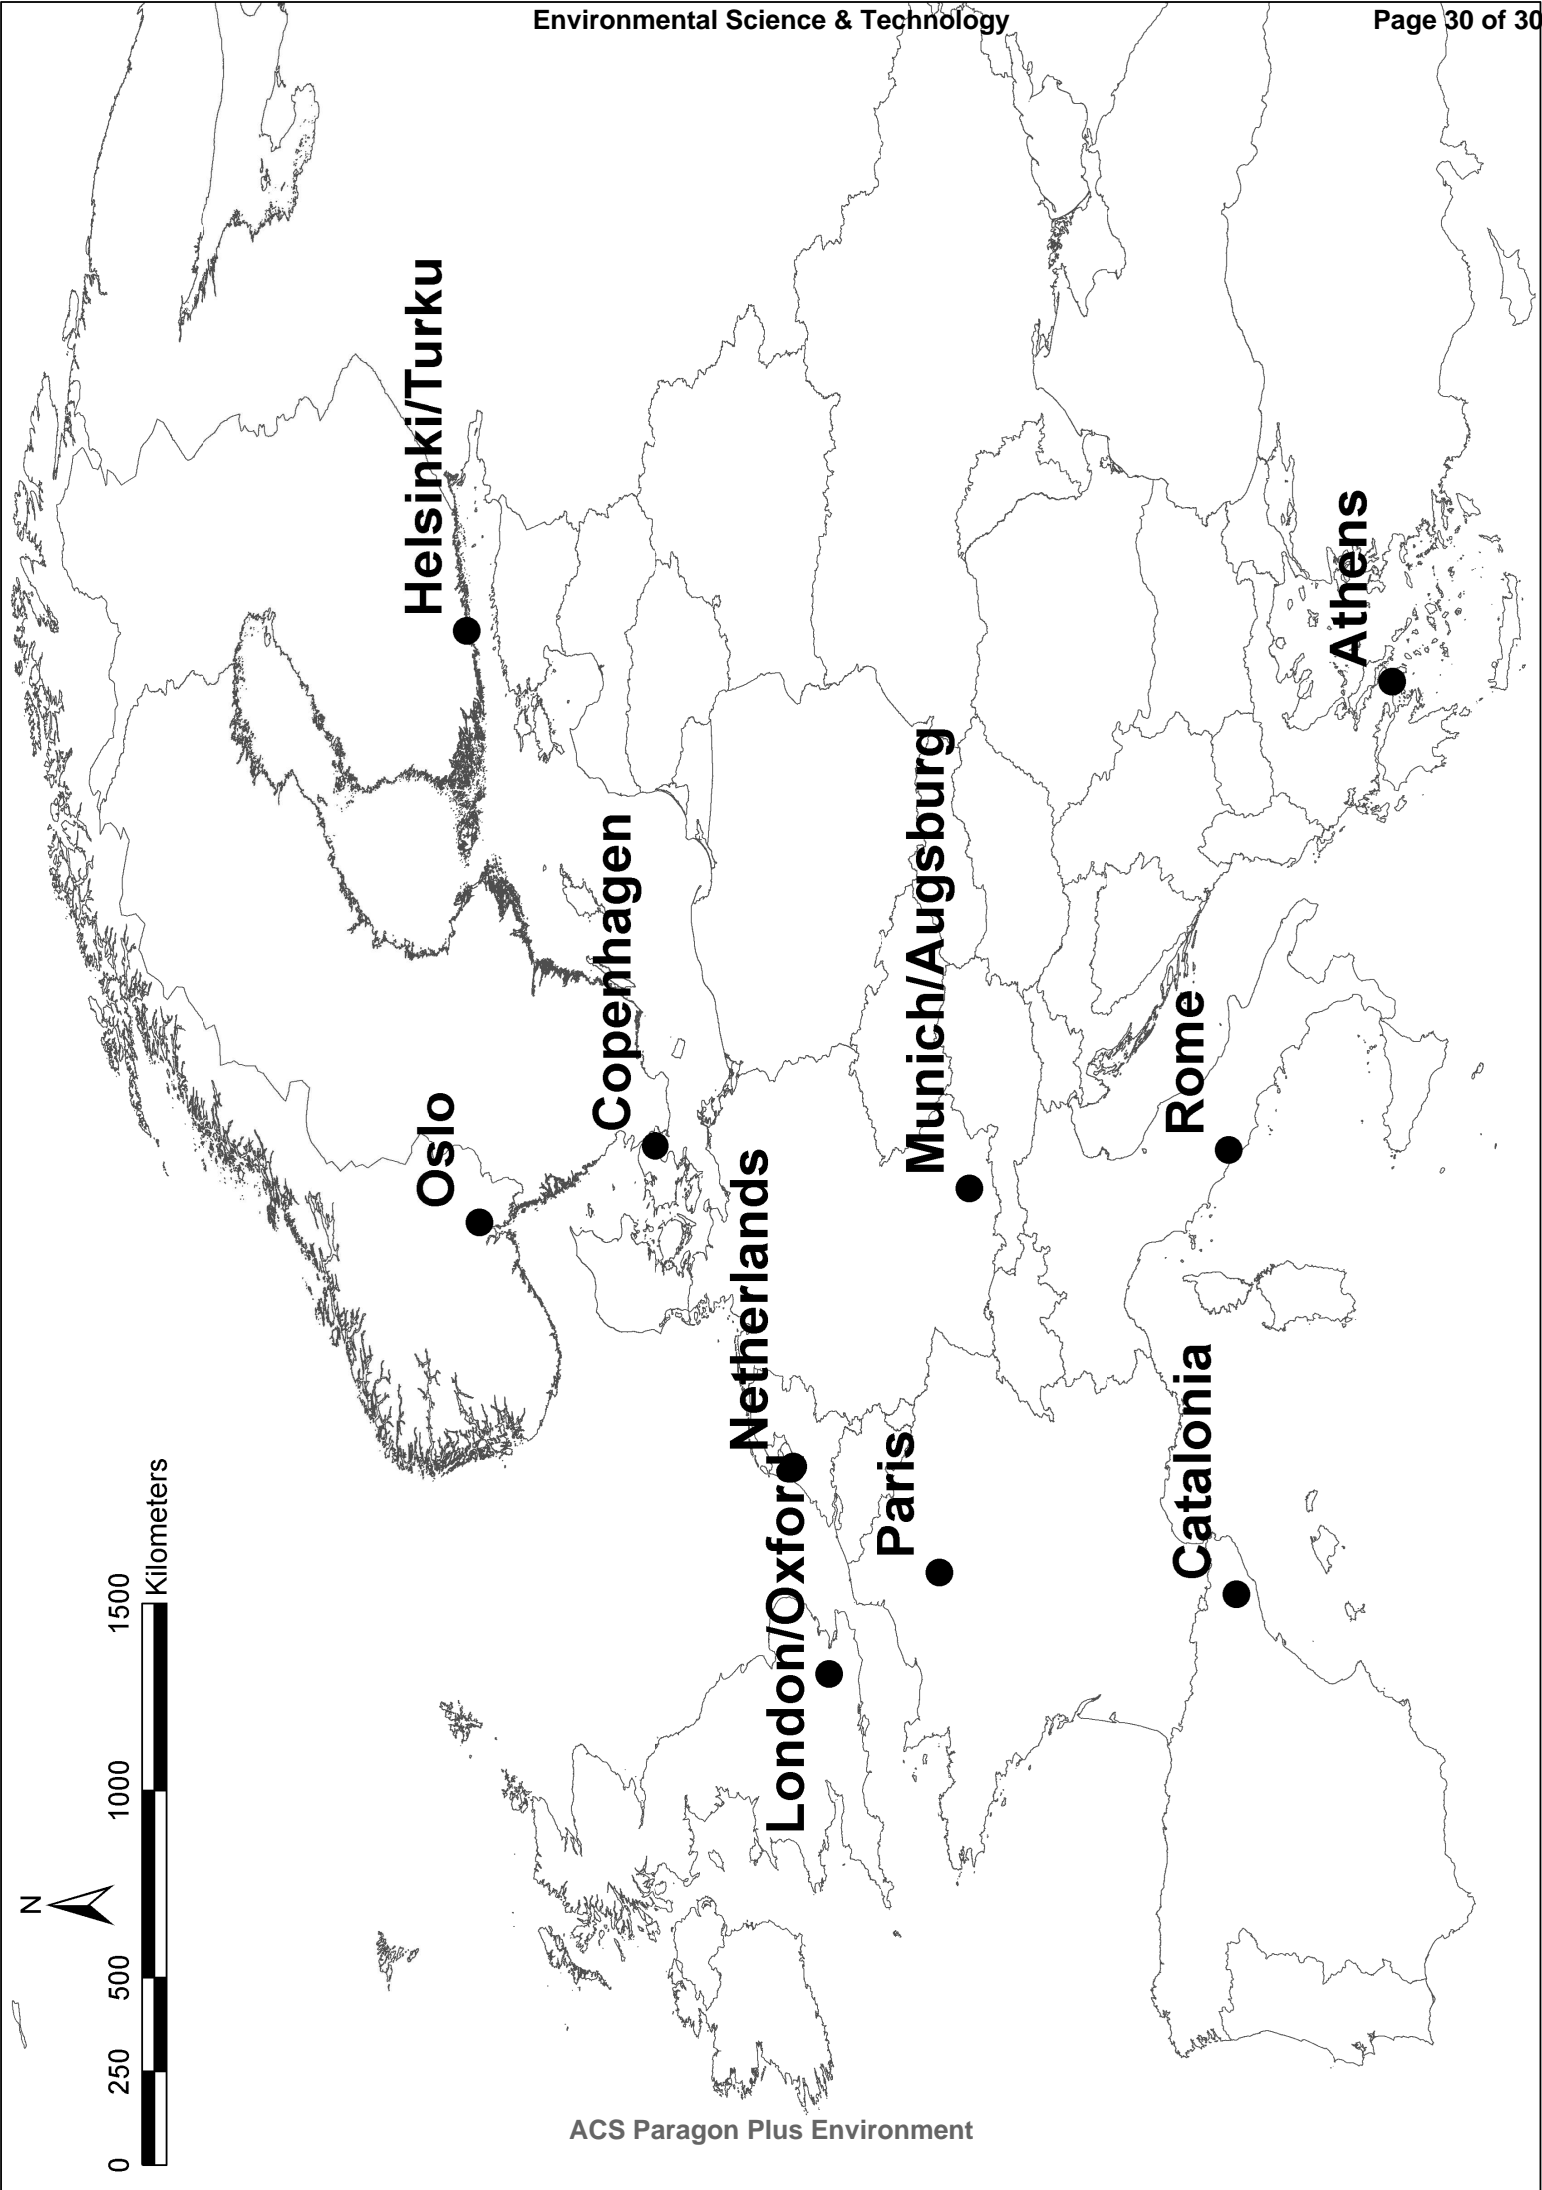 Environmental Science & Technology
Page 30 of 30
N
0 250 500 1000 1500
Kilometers
Helsinki/Turku
Oslo
Copenhagen
Netherlands
London/Oxford
Munich/Augsburg
Paris
Rome
Catalonia
Athens
ACS Paragon Plus Environment